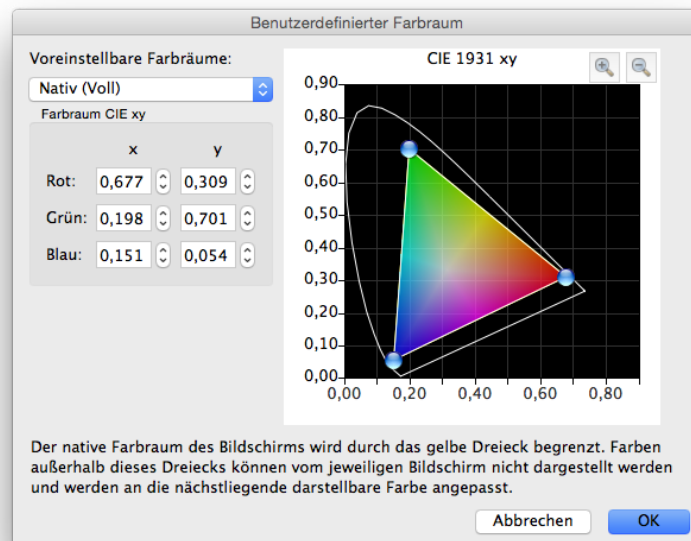 Benutzerdefinierter Farbraum
Voreinstellbare Farbräume:
Nativ (Voll)
Farbraum CIE xy
x y
Rot: 0,677 0,309
Grün: 0,198 0,701
Blau: 0,151 0,054
CIE 1931 xy
0,90
0,80
0,70
0,60
0,50
0,40
0,30
0,20
0,10
0,00
0,00 0,20 0,40 0,60 0,80
Der native Farbraum des Bildschirms wird durch das gelbe Dreieck begrenzt. Farben
außerhalb dieses Dreiecks können vom jeweiligen Bildschirm nicht dargestellt werden
und werden an die nächstliegende darstellbare Farbe angepasst.
Abbrechen OK